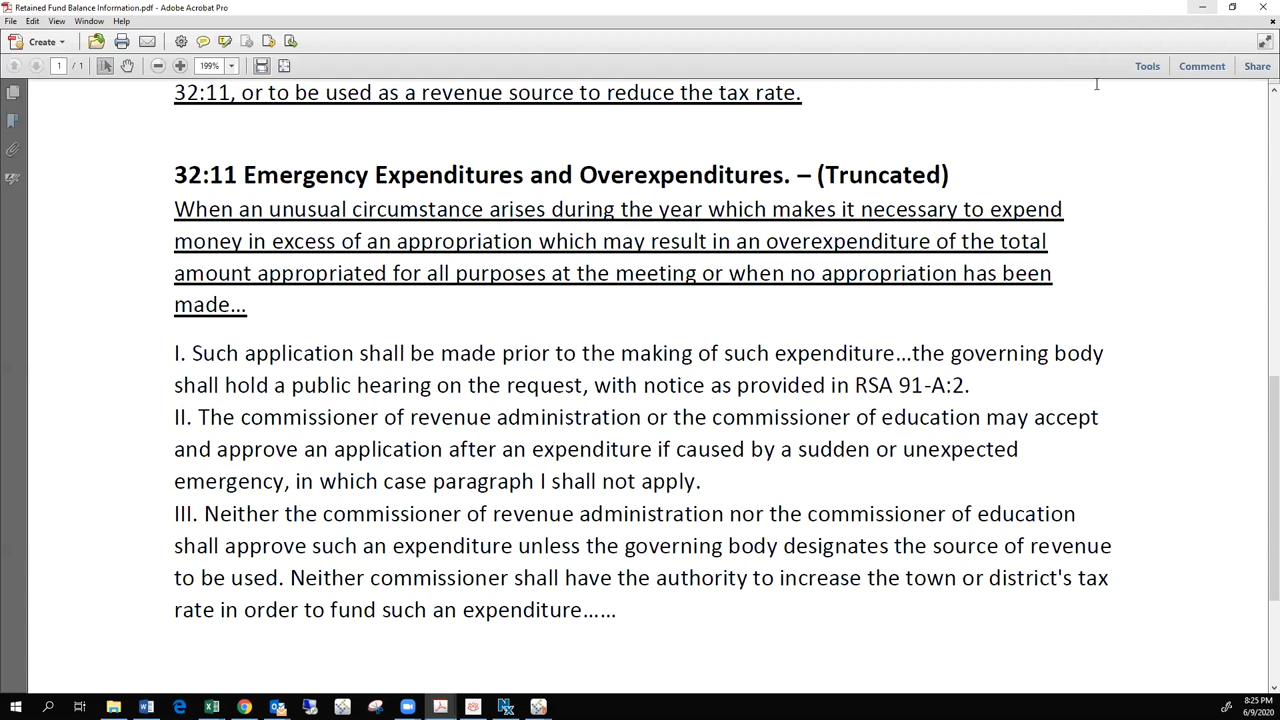 Retained Fund Balance Information.pdf - Adobe Acrobat Pro
File Edit View Window Help
Create
1 / 1 199% Tools Comment Share
32:11, or to be used as a revenue source to reduce the tax rate.
32:11 Emergency Expenditures and Overexpenditures. – (Truncated)
When an unusual circumstance arises during the year which makes it necessary to expend
money in excess of an appropriation which may result in an overexpenditure of the total
amount appropriated for all purposes at the meeting or when no appropriation has been
made…
I. Such application shall be made prior to the making of such expenditure…the governing body
shall hold a public hearing on the request, with notice as provided in RSA 91-A:2.
II. The commissioner of revenue administration or the commissioner of education may accept
and approve an application after an expenditure if caused by a sudden or unexpected
emergency, in which case paragraph I shall not apply.
III. Neither the commissioner of revenue administration nor the commissioner of education
shall approve such an expenditure unless the governing body designates the source of revenue
to be used. Neither commissioner shall have the authority to increase the town or district's tax
rate in order to fund such an expenditure……
8:25 PM
6/9/2020